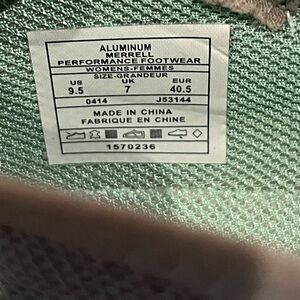 ALUMINUM
MERRELL
PERFORMANCE FOOTWEAR
WOMENS-FEMMES
SIZE-GRANDEUR
US UK EUR
9.5 7 40.5
0414 J53144
MADE IN CHINA
FABRIQUE EN CHINE
1570236